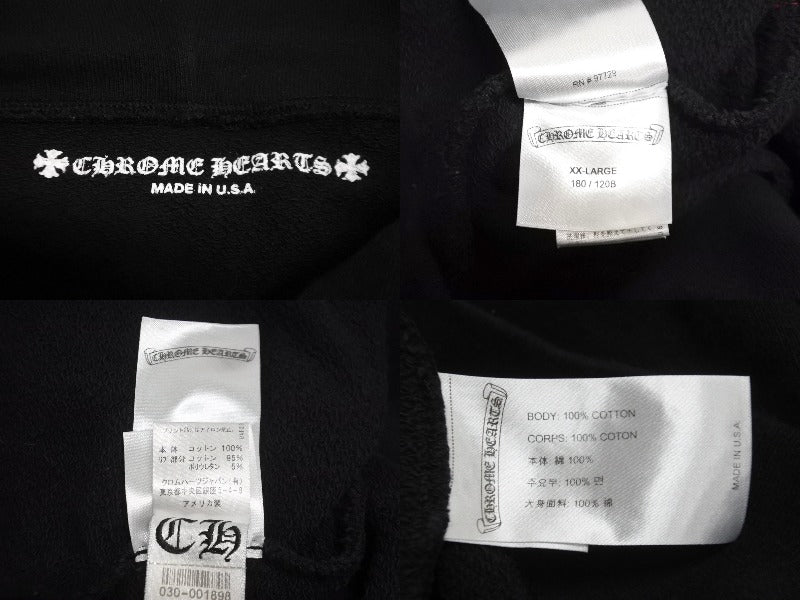 CHROME HEARTS
MADE iN U.S.A.
RN # 97729
CHROME HEARTS
XX-LARGE
180 / 120B
CHROME HEARTS
本体 コットン 100%
リブ部分 コットン 95%
ポリウレタン 5%
クロムハーツジャパン(有)
アメリカ製
CH
030-001898
CHROME HEARTS
BODY: 100% COTTON
CORPS: 100% COTON
本体 綿 100%
주요부: 100% 면
大身面料: 100% 棉
MADE IN U.S.A.